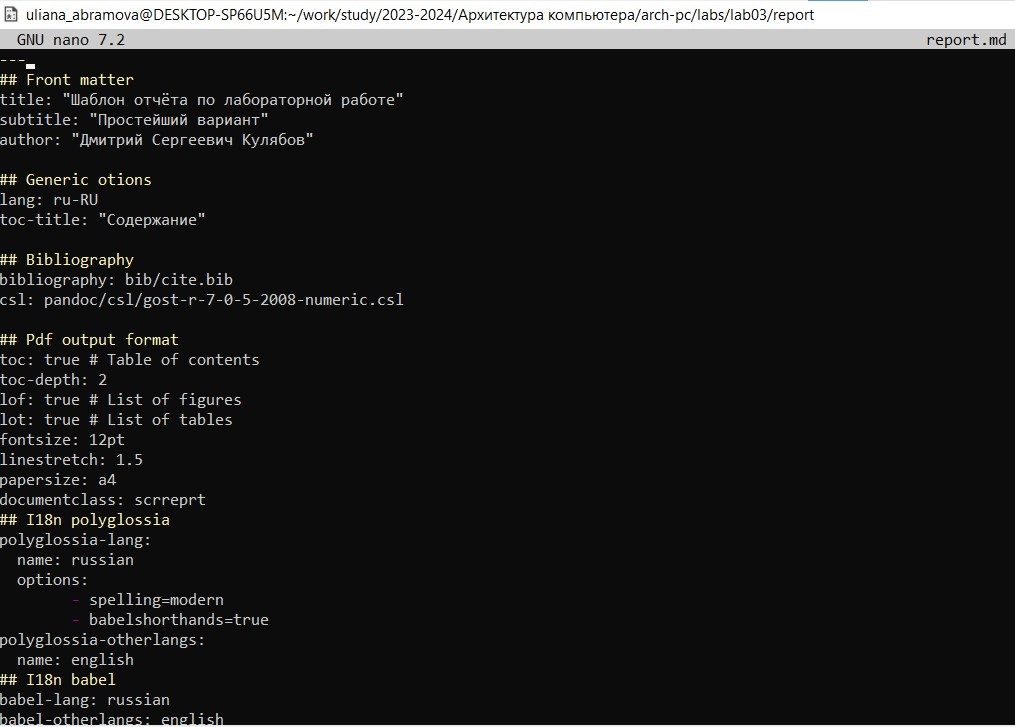 uliana_abramova@DESKTOP-SP66U5M:~/work/study/2023-2024/Архитектура компьютера/arch-pc/labs/lab03/report
GNU nano 7.2 report.md
---
## Front matter
title: "Шаблон отчёта по лабораторной работе"
subtitle: "Простейший вариант"
author: "Дмитрий Сергеевич Кулябов"

## Generic otions
lang: ru-RU
toc-title: "Содержание"

## Bibliography
bibliography: bib/cite.bib
csl: pandoc/csl/gost-r-7-0-5-2008-numeric.csl

## Pdf output format
toc: true # Table of contents
toc-depth: 2
lof: true # List of figures
lot: true # List of tables
fontsize: 12pt
linestretch: 1.5
papersize: a4
documentclass: scrreprt
## I18n polyglossia
polyglossia-lang:
  name: russian
  options:
        - spelling=modern
        - babelshorthands=true
polyglossia-otherlangs:
  name: english
## I18n babel
babel-lang: russian
babel-otherlangs: english